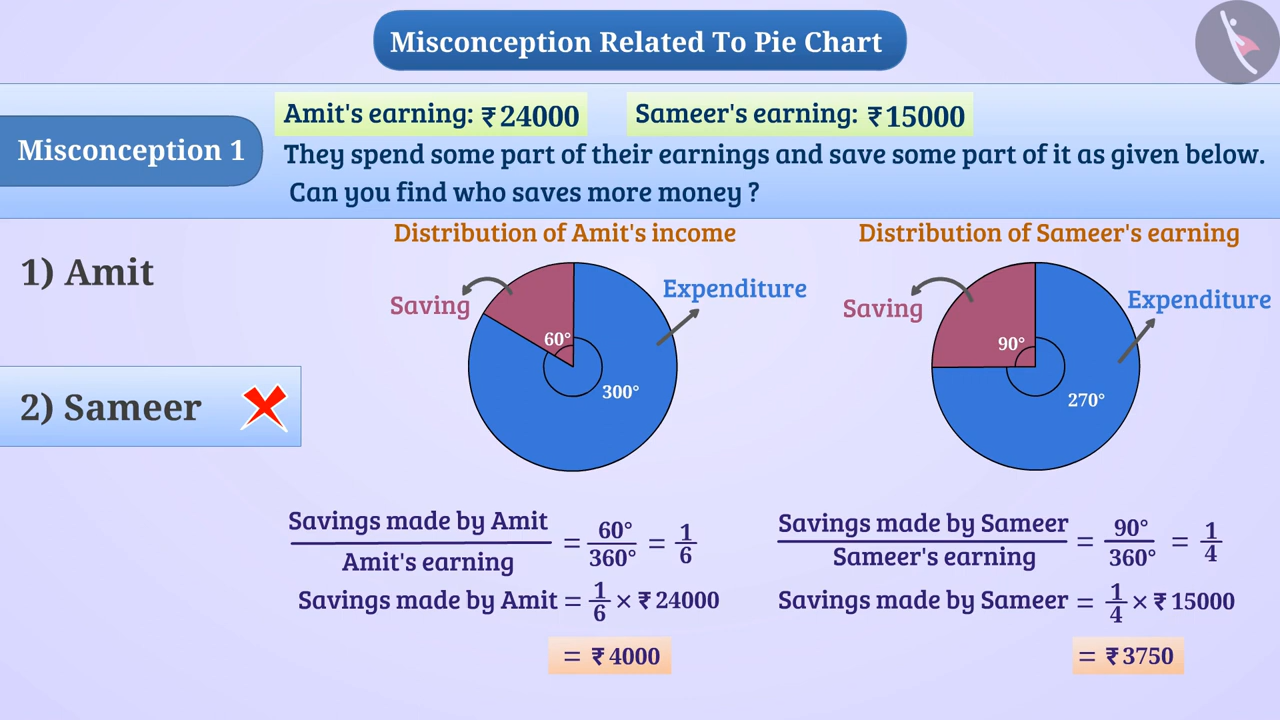 Misconception Related To Pie Chart
Amit's earning: ₹24000 Sameer's earning: ₹15000
Misconception 1
They spend some part of their earnings and save some part of it as given below.
Can you find who saves more money ?
Distribution of Amit's income
Distribution of Sameer's earning
1) Amit
2) Sameer
Saving
Expenditure
60°
300°
Saving
Expenditure
90°
270°
Savings made by Amit / Amit's earning = 60° / 360° = 1 / 6
Savings made by Amit = 1 / 6 × ₹24000
= ₹4000
Savings made by Sameer / Sameer's earning = 90° / 360° = 1 / 4
Savings made by Sameer = 1 / 4 × ₹15000
= ₹3750